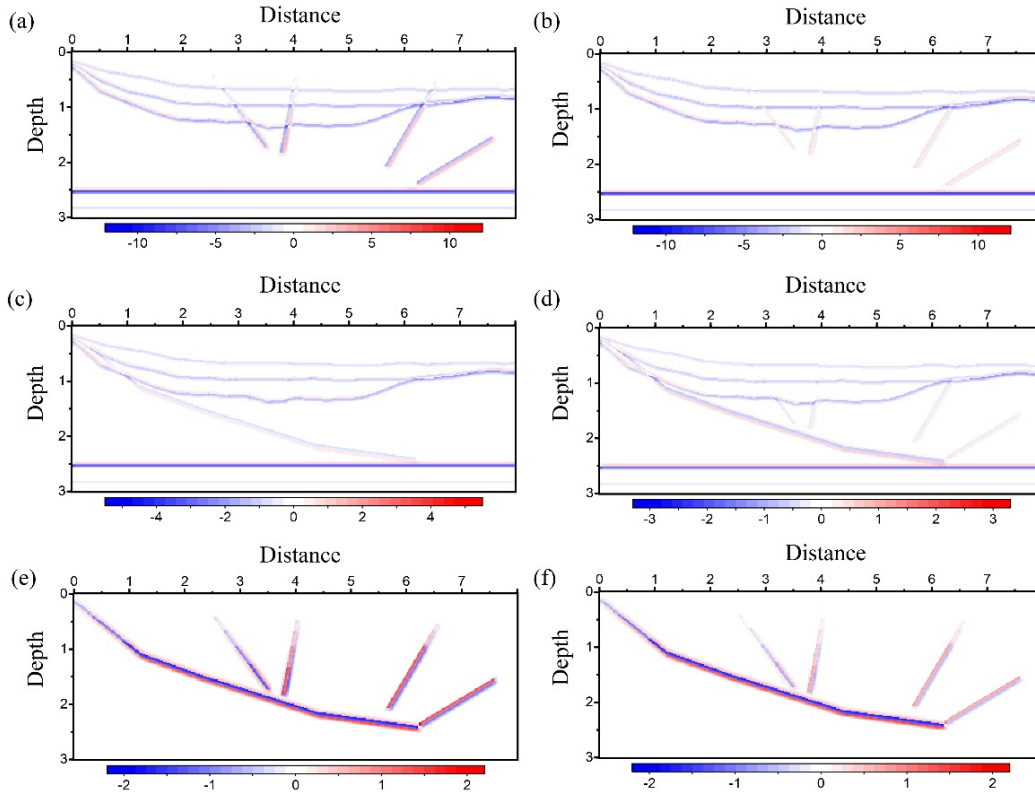 (a)
Distance
0 1 2 3 4 5 6 7
Depth
0
1
2
3
-10 -5 0 5 10
(b)
Distance
0 1 2 3 4 5 6 7
Depth
0
1
2
3
-10 -5 0 5 10
(c)
Distance
0 1 2 3 4 5 6 7
Depth
0
1
2
3
-4 -2 0 2 4
(d)
Distance
0 1 2 3 4 5 6 7
Depth
0
1
2
3
-3 -2 -1 0 1 2 3
(e)
Distance
0 1 2 3 4 5 6 7
Depth
0
1
2
3
-2 -1 0 1 2
(f)
Distance
0 1 2 3 4 5 6 7
Depth
0
1
2
3
-2 -1 0 1 2